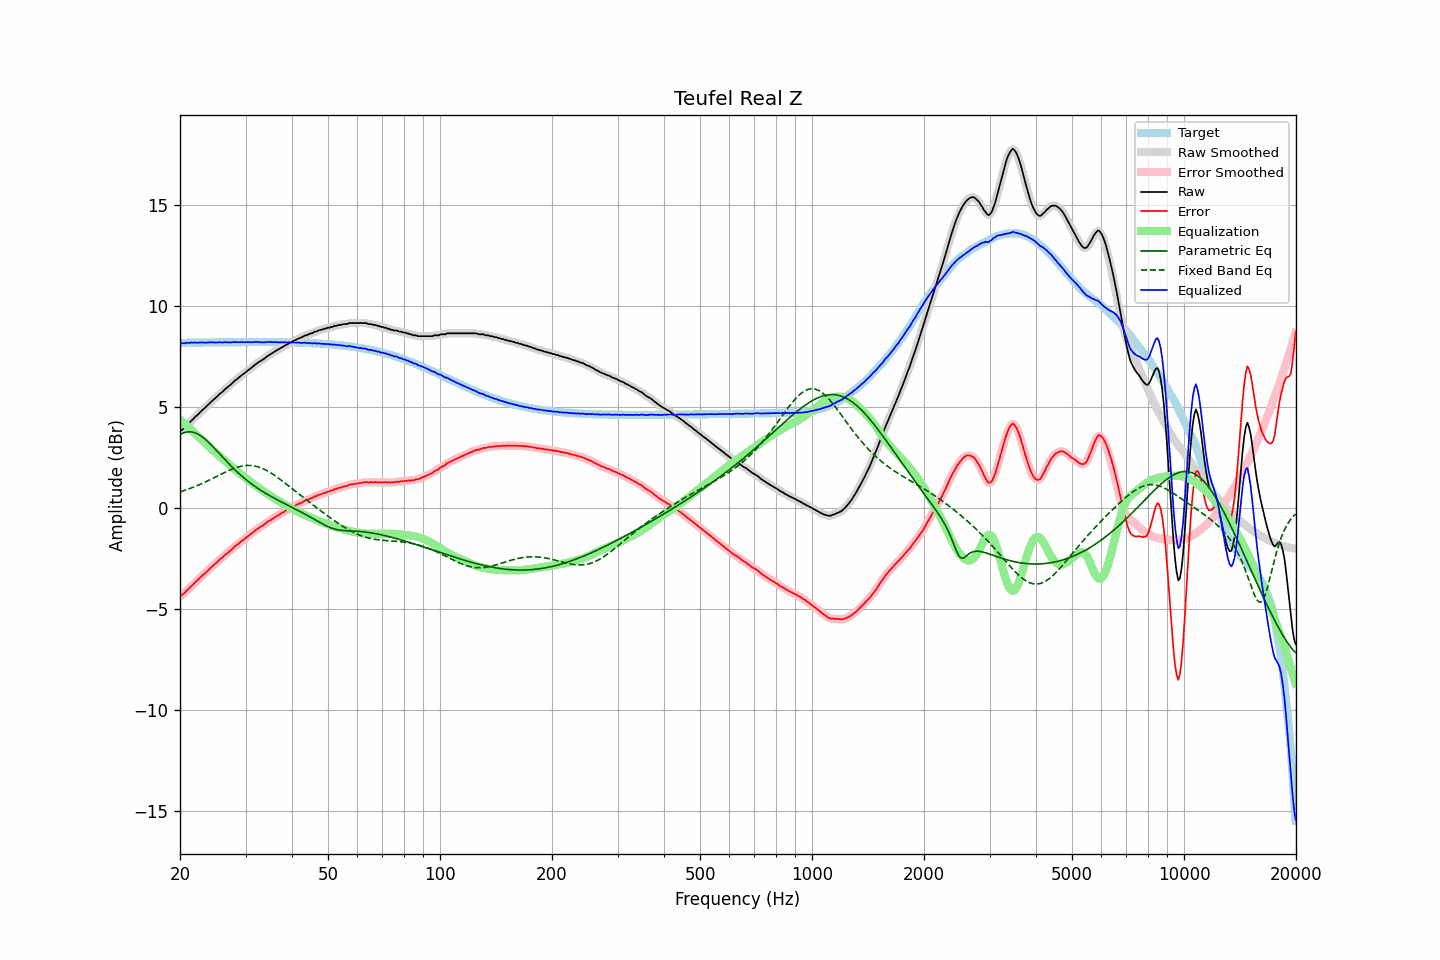 Teufel Real Z
Target
Raw Smoothed
Error Smoothed
Raw
Error
Equalization
Parametric Eq
Fixed Band Eq
Equalized
Amplitude (dBr)
15
10
5
0
−5
−10
−15
20 50 100 200 500 1000 2000 5000 10000 20000
Frequency (Hz)